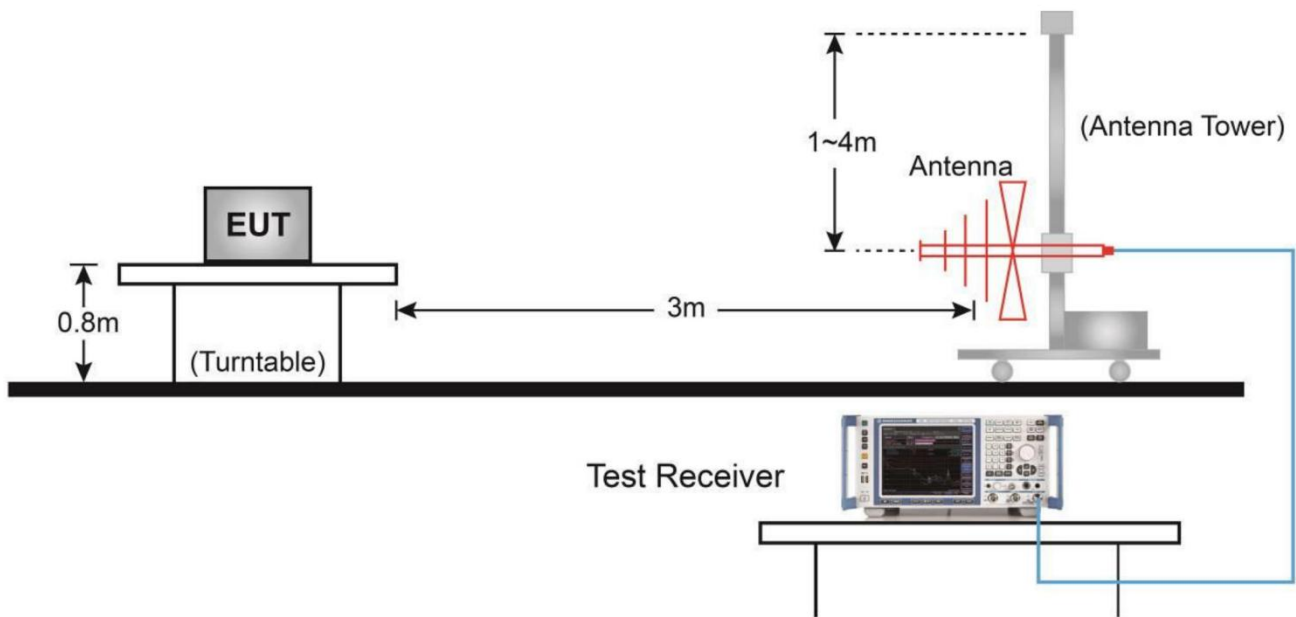 1~4m
(Antenna Tower)
Antenna
EUT
0.8m
3m
(Turntable)
Test Receiver